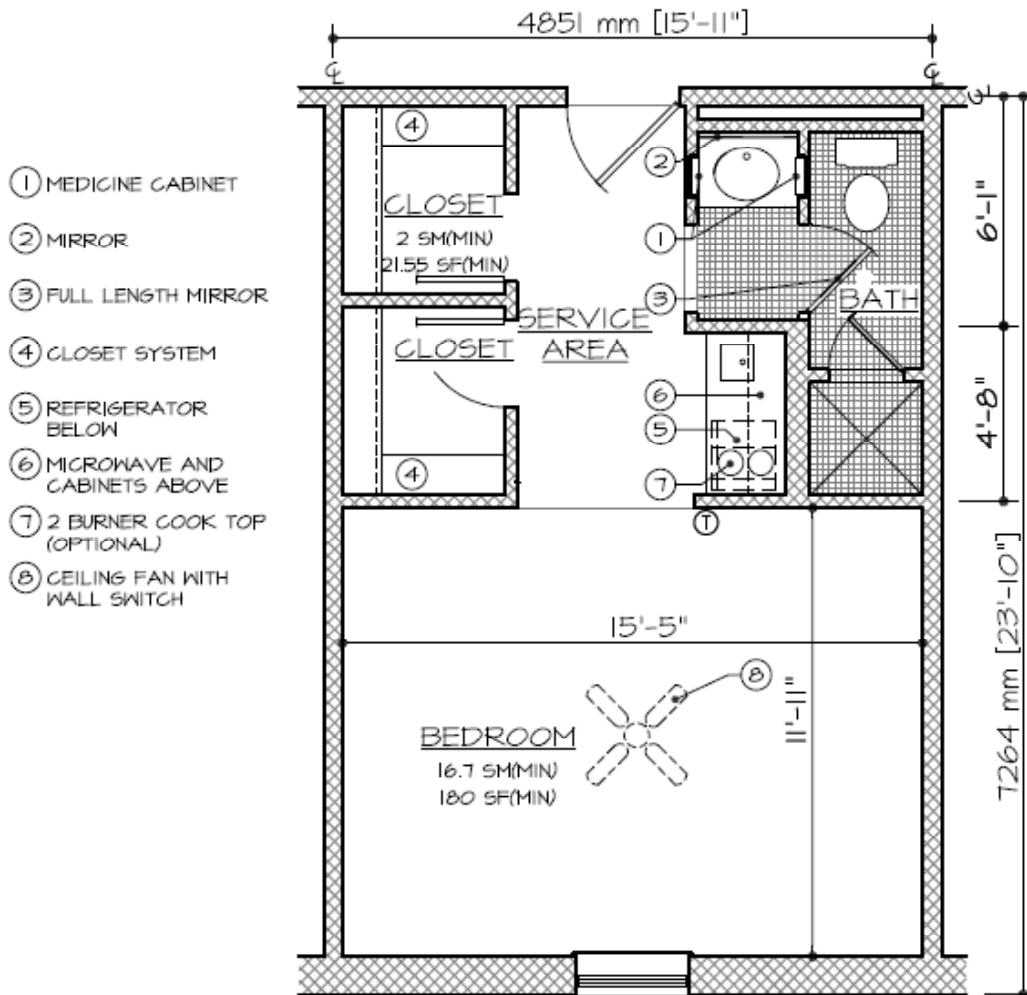 4851 mm [15'-11"]
℄
℄
℄
① MEDICINE CABINET
② MIRROR
③ FULL LENGTH MIRROR
④ CLOSET SYSTEM
⑤ REFRIGERATOR
BELOW
⑥ MICROWAVE AND
CABINETS ABOVE
⑦ 2 BURNER COOK TOP
(OPTIONAL)
⑧ CEILING FAN WITH
WALL SWITCH
④
CLOSET
2 SM(MIN)
21.55 SF(MIN)
CLOSET
④
SERVICE
AREA
②
①
③
BATH
⑥
⑤
⑦
T
6'-1"
4'-8"
7264 mm [23'-10"]
15'-5"
11'-11"
⑧
BEDROOM
16.7 SM(MIN)
180 SF(MIN)